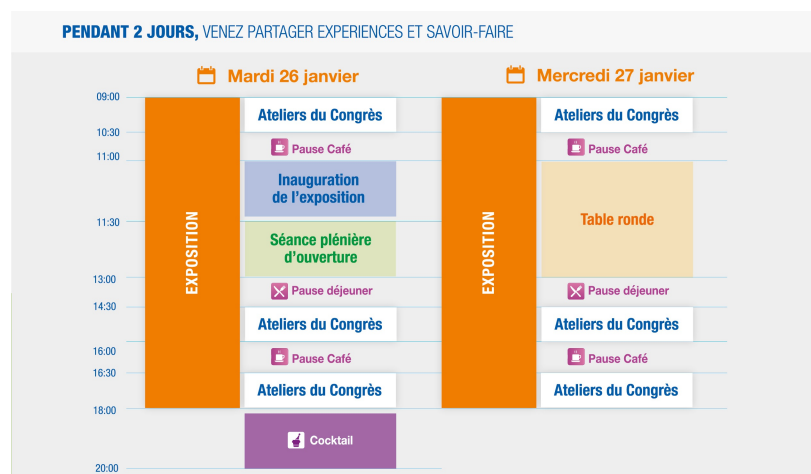 PENDANT 2 JOURS, VENEZ PARTAGER EXPERIENCES ET SAVOIR-FAIRE
Mardi 26 janvier
Mercredi 27 janvier
09:00
10:30
11:00
11:30
13:00
14:30
16:00
16:30
18:00
20:00
EXPOSITION
Ateliers du Congrès
Pause Café
Inauguration
de l'exposition
Séance plénière
d'ouverture
Pause déjeuner
Ateliers du Congrès
Pause Café
Ateliers du Congrès
Cocktail
EXPOSITION
Ateliers du Congrès
Pause Café
Table ronde
Pause déjeuner
Ateliers du Congrès
Pause Café
Ateliers du Congrès